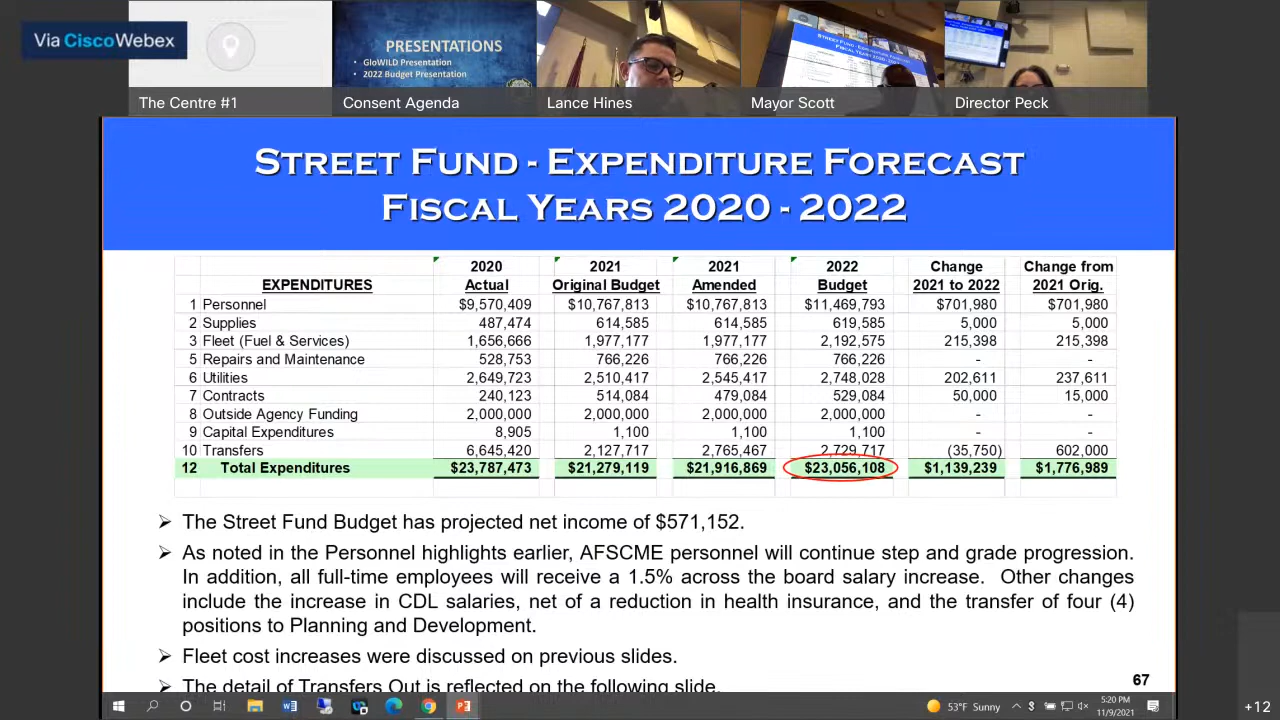 Via Cisco Webex
PRESENTATIONS
• GloWILD Presentation
• 2022 Budget Presentation
The Centre #1
Consent Agenda
Lance Hines
Mayor Scott
Director Peck
STREET FUND - EXPENDITURE FORECAST
FISCAL YEARS 2020 - 2022
2020 2021 2021 2022 Change Change from
EXPENDITURES Actual Original Budget Amended Budget 2021 to 2022 2021 Orig.
1 Personnel $9,570,409 $10,767,813 $10,767,813 $11,469,793 $701,980 $701,980
2 Supplies 487,474 614,585 614,585 619,585 5,000 5,000
3 Fleet (Fuel & Services) 1,656,666 1,977,177 1,977,177 2,192,575 215,398 215,398
5 Repairs and Maintenance 528,753 766,226 766,226 766,226 - -
6 Utilities 2,649,723 2,510,417 2,545,417 2,748,028 202,611 237,611
7 Contracts 240,123 514,084 479,084 529,084 50,000 15,000
8 Outside Agency Funding 2,000,000 2,000,000 2,000,000 2,000,000 - -
9 Capital Expenditures 8,905 1,100 1,100 1,100 - -
10 Transfers 6,645,420 2,127,717 2,765,467 2,729,717 (35,750) 602,000
12 Total Expenditures $23,787,473 $21,279,119 $21,916,869 $23,056,108 $1,139,239 $1,776,989
➢ The Street Fund Budget has projected net income of $571,152.
➢ As noted in the Personnel highlights earlier, AFSCME personnel will continue step and grade progression.
In addition, all full-time employees will receive a 1.5% across the board salary increase. Other changes
include the increase in CDL salaries, net of a reduction in health insurance, and the transfer of four (4)
positions to Planning and Development.
➢ Fleet cost increases were discussed on previous slides.
➢ The detail of Transfers Out is reflected on the following slide.
67
53°F Sunny
5:20 PM
11/9/2021
+12